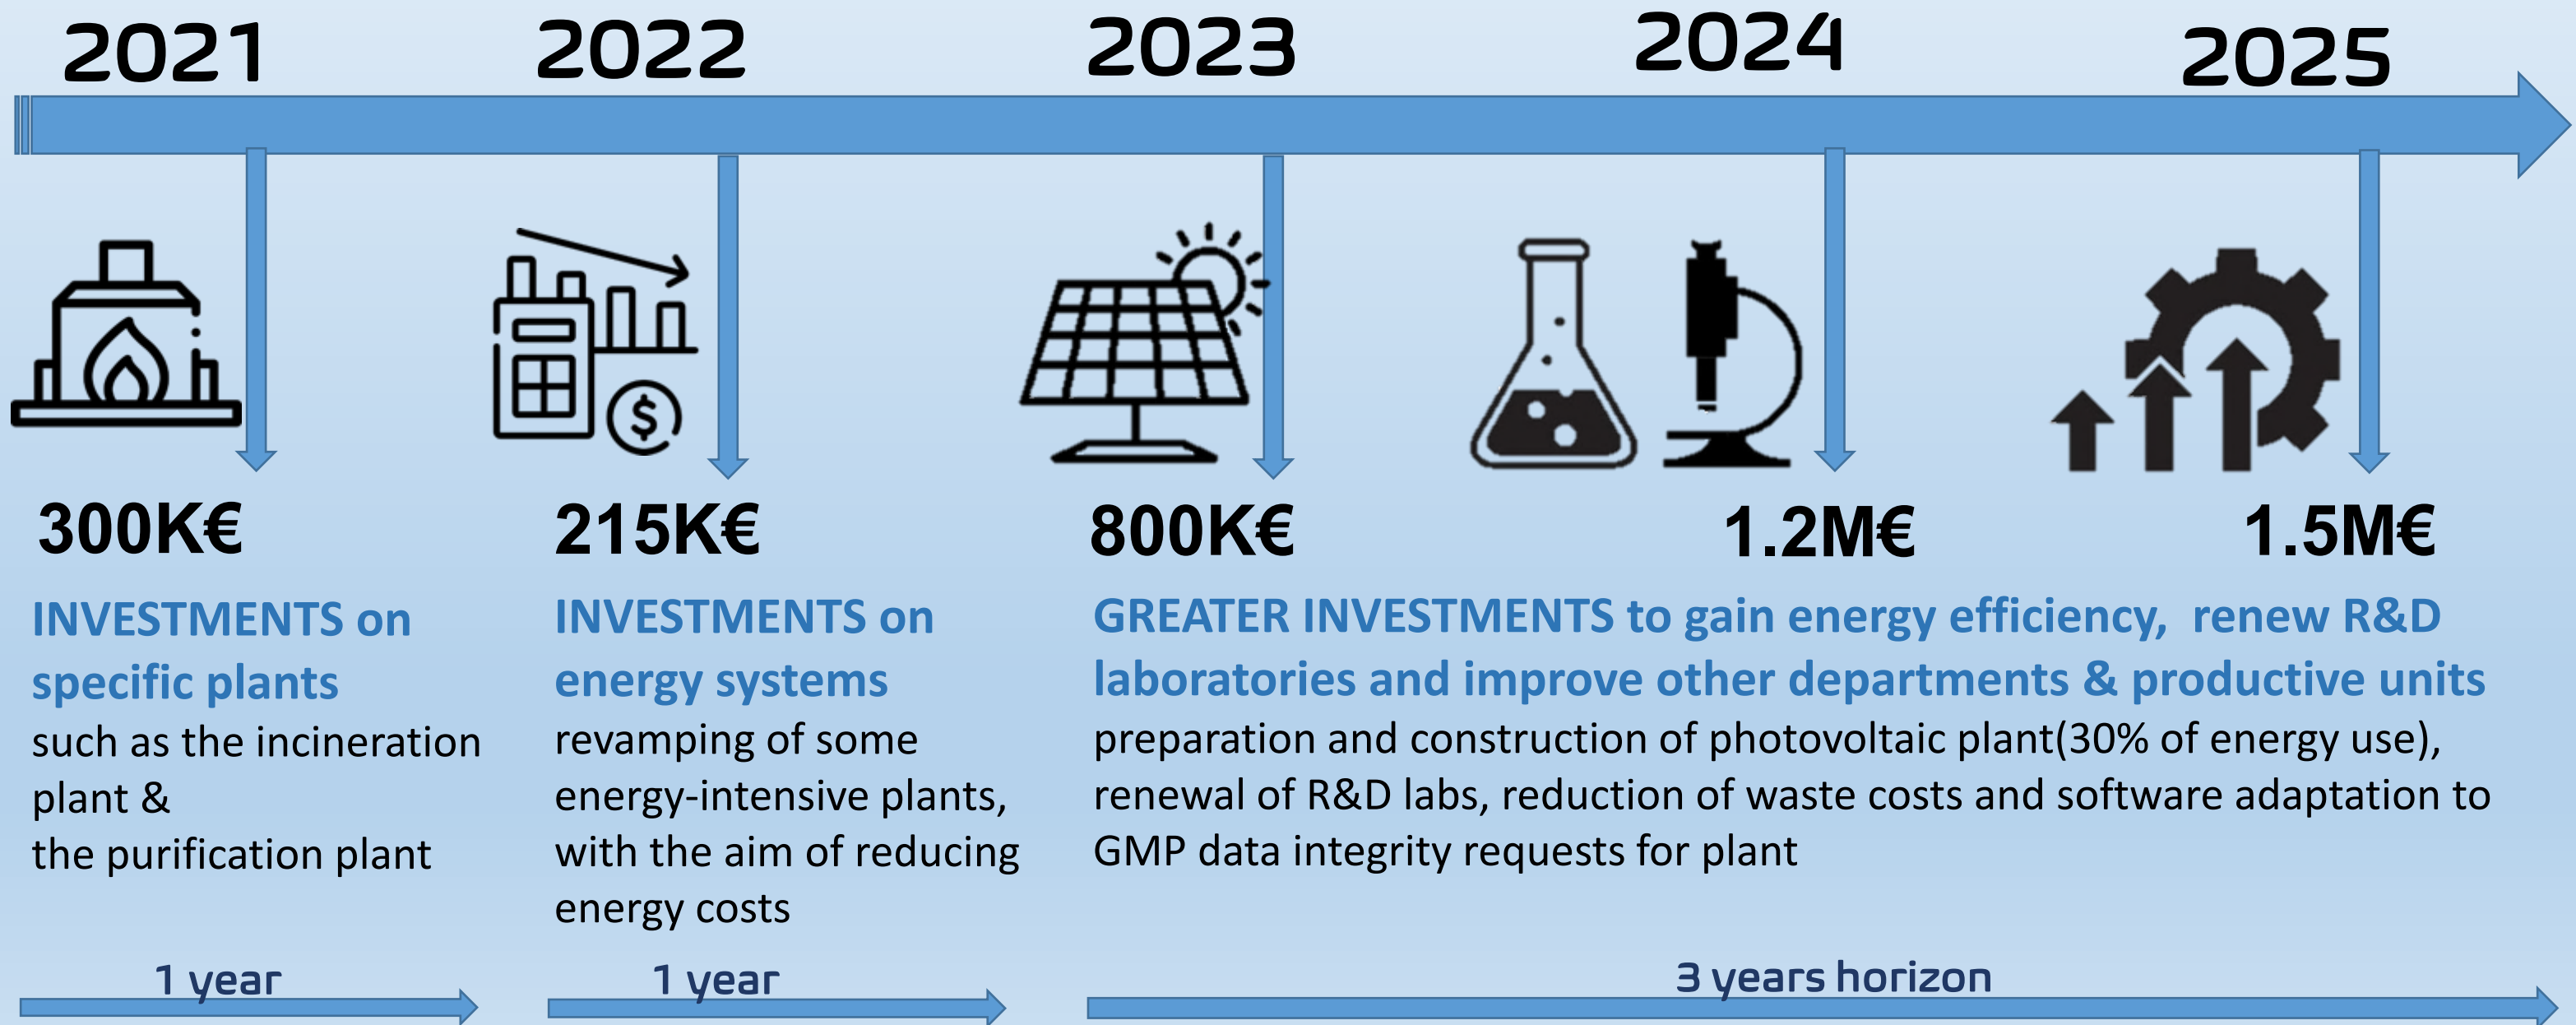 2021
2022
2023
2024
2025
$
300K€
INVESTMENTS on
specific plants
such as the incineration
plant &
the purification plant
215K€
INVESTMENTS on
energy systems
revamping of some
energy-intensive plants,
with the aim of reducing
energy costs
800K€
1.2M€
1.5M€
GREATER INVESTMENTS to gain energy efficiency,  renew R&D
laboratories and improve other departments & productive units
preparation and construction of photovoltaic plant(30% of energy use),
renewal of R&D labs, reduction of waste costs and software adaptation to
GMP data integrity requests for plant
1 year
1 year
3 years horizon